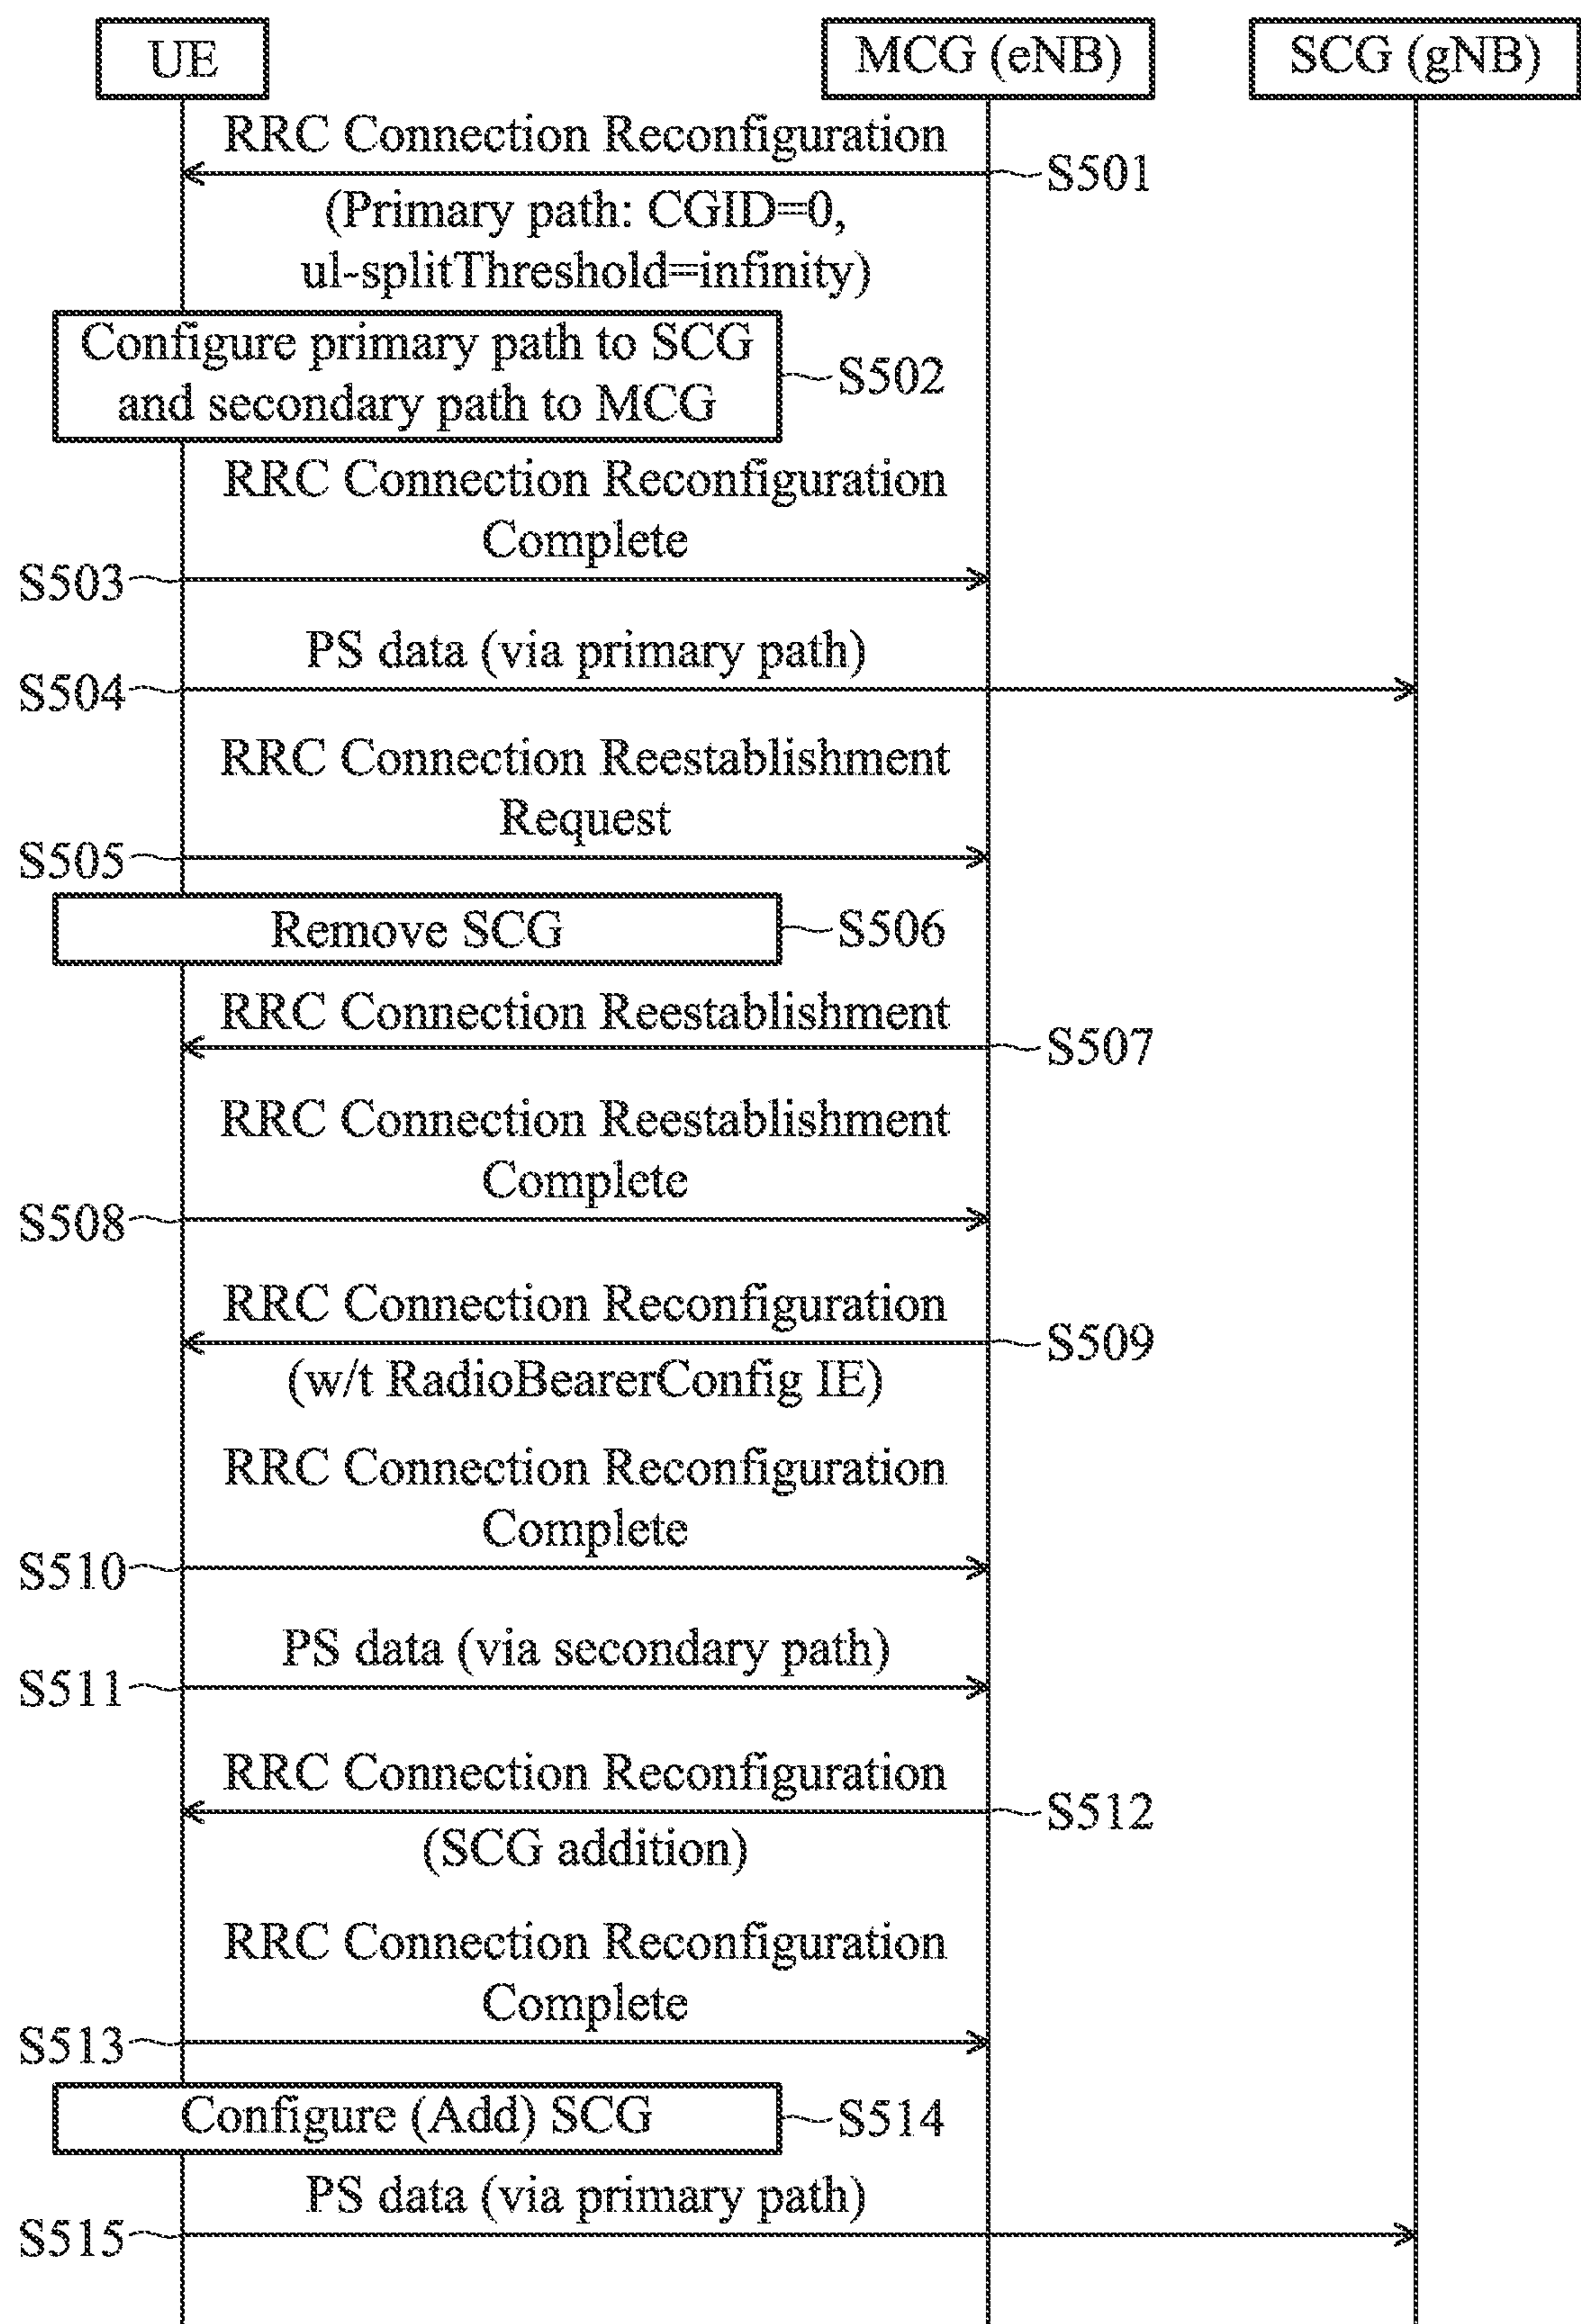 UE
MCG (eNB)
SCG (gNB)
RRC Connection Reconfiguration
S501
(Primary path: CGID=0,
ul-splitThreshold=infinity)
Configure primary path to SCG
and secondary path to MCG
S502
RRC Connection Reconfiguration
Complete
S503
PS data (via primary path)
S504
RRC Connection Reestablishment
Request
S505
Remove SCG
S506
RRC Connection Reestablishment
S507
RRC Connection Reestablishment
Complete
S508
RRC Connection Reconfiguration
S509
(w/t RadioBearerConfig IE)
RRC Connection Reconfiguration
Complete
S510
PS data (via secondary path)
S511
RRC Connection Reconfiguration
S512
(SCG addition)
RRC Connection Reconfiguration
Complete
S513
Configure (Add) SCG
S514
PS data (via primary path)
S515